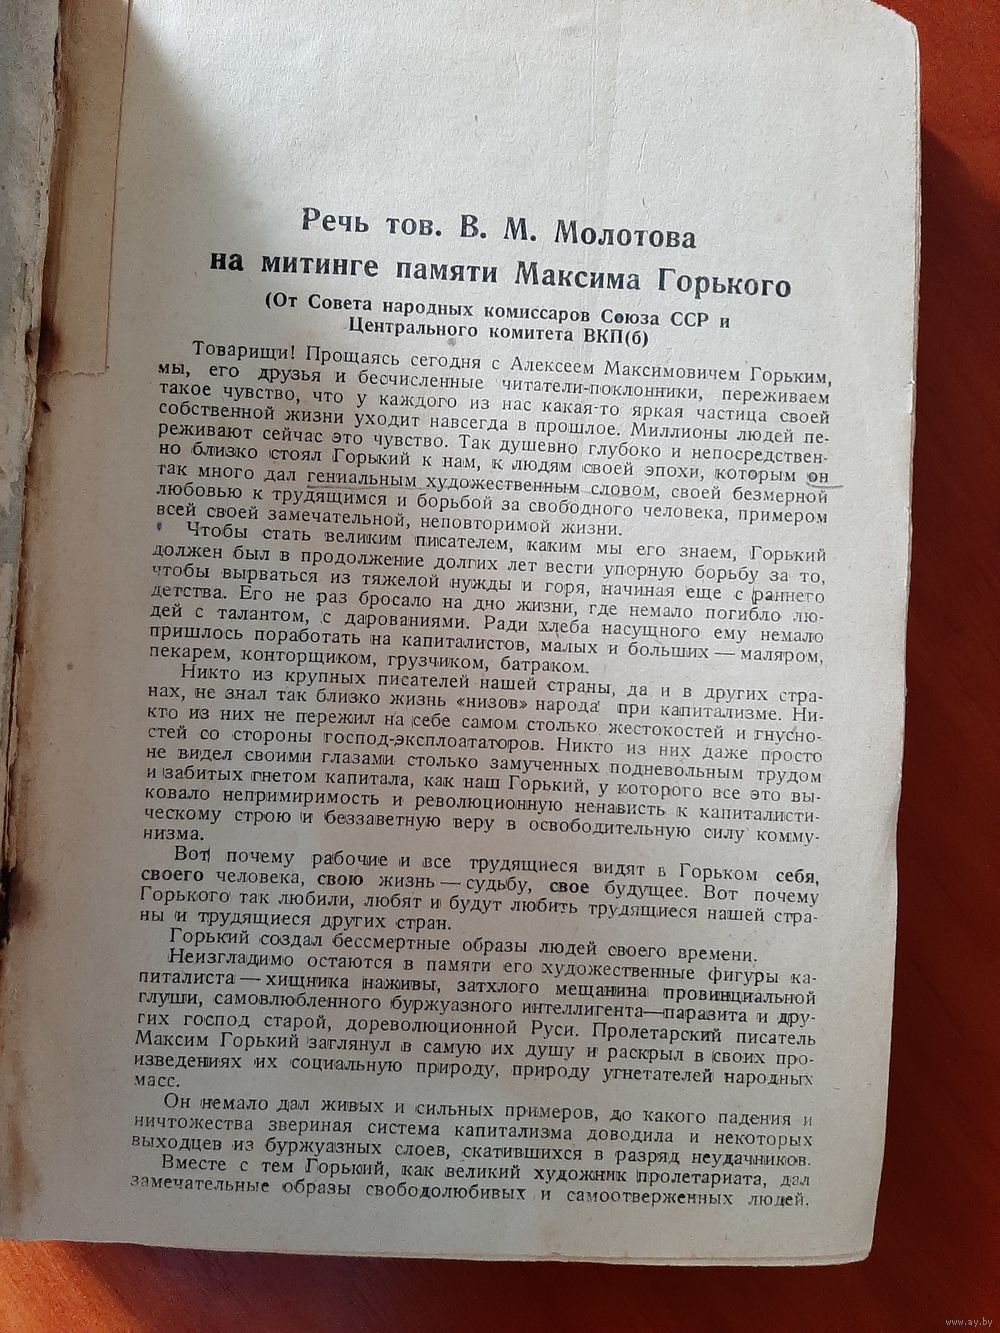 Речь тов. В. М. Молотова
на митинге памяти Максима Горького
(От Совета народных комиссаров Союза ССР и
Центрального комитета ВКП(б)
Товарищи! Прощаясь сегодня с Алексеем Максимовичем Горьким,
мы, его друзья и бесчисленные читатели-поклонники, переживаем
такое чувство, что у каждого из нас какая-то яркая частица своей
собственной жизни уходит навсегда в прошлое. Миллионы людей пе-
реживают сейчас это чувство. Так душевно глубоко и непосредствен-
но близко стоял Горький к нам, к людям своей эпохи, которым он
так много дал гениальным художественным словом, своей безмерной
любовью к трудящимся и борьбой за свободного человека, примером
всей своей замечательной, неповторимой жизни.
Чтобы стать великим писателем, каким мы его знаем, Горький
должен был в продолжение долгих лет вести упорную борьбу за то,
чтобы вырваться из тяжелой нужды и горя, начиная еще с раннего
детства. Его не раз бросало на дно жизни, где немало погибло лю-
дей с талантом, с дарованиями. Ради хлеба насущного ему немало
пришлось поработать на капиталистов, малых и больших — маляром,
пекарем, конторщиком, грузчиком, батраком.
Никто из крупных писателей нашей страны, да и в других стра-
нах, не знал так близко жизнь «низов» народа при капитализме. Ни-
кто из них не пережил на себе самом столько жестокостей и гнусно-
стей со стороны господ-эксплоататоров. Никто из них даже просто
не видел своими глазами столько замученных подневольным трудом
и забитых гнетом капитала, как наш Горький, у которого все это вы-
ковало непримиримость и революционную ненависть к капиталисти-
ческому строю и беззаветную веру в освободительную силу комму-
низма.
Вот почему рабочие и все трудящиеся видят в Горьком себя,
своего человека, свою жизнь — судьбу, свое будущее. Вот почему
Горького так любили, любят и будут любить трудящиеся нашей стра-
ны и трудящиеся других стран.
Горький создал бессмертные образы людей своего времени.
Неизгладимо остаются в памяти его художественные фигуры ка-
питалиста — хищника наживы, затхлого мещанина провинциальной
глуши, самовлюбленного буржуазного интеллигента—паразита и дру-
гих господ старой, дореволюционной Руси. Пролетарский писатель
Максим Горький заглянул в самую их душу и раскрыл в своих про-
изведениях их социальную природу, природу угнетателей народных
масс.
Он немало дал живых и сильных примеров, до какого падения и
ничтожества звериная система капитализма доводила и некоторых
выходцев из буржуазных слоев, скатившихся в разряд неудачников.
Вместе с тем Горький, как великий художник пролетариата, дал
замечательные образы свободолюбивых и самоотверженных людей.
www.ay.by